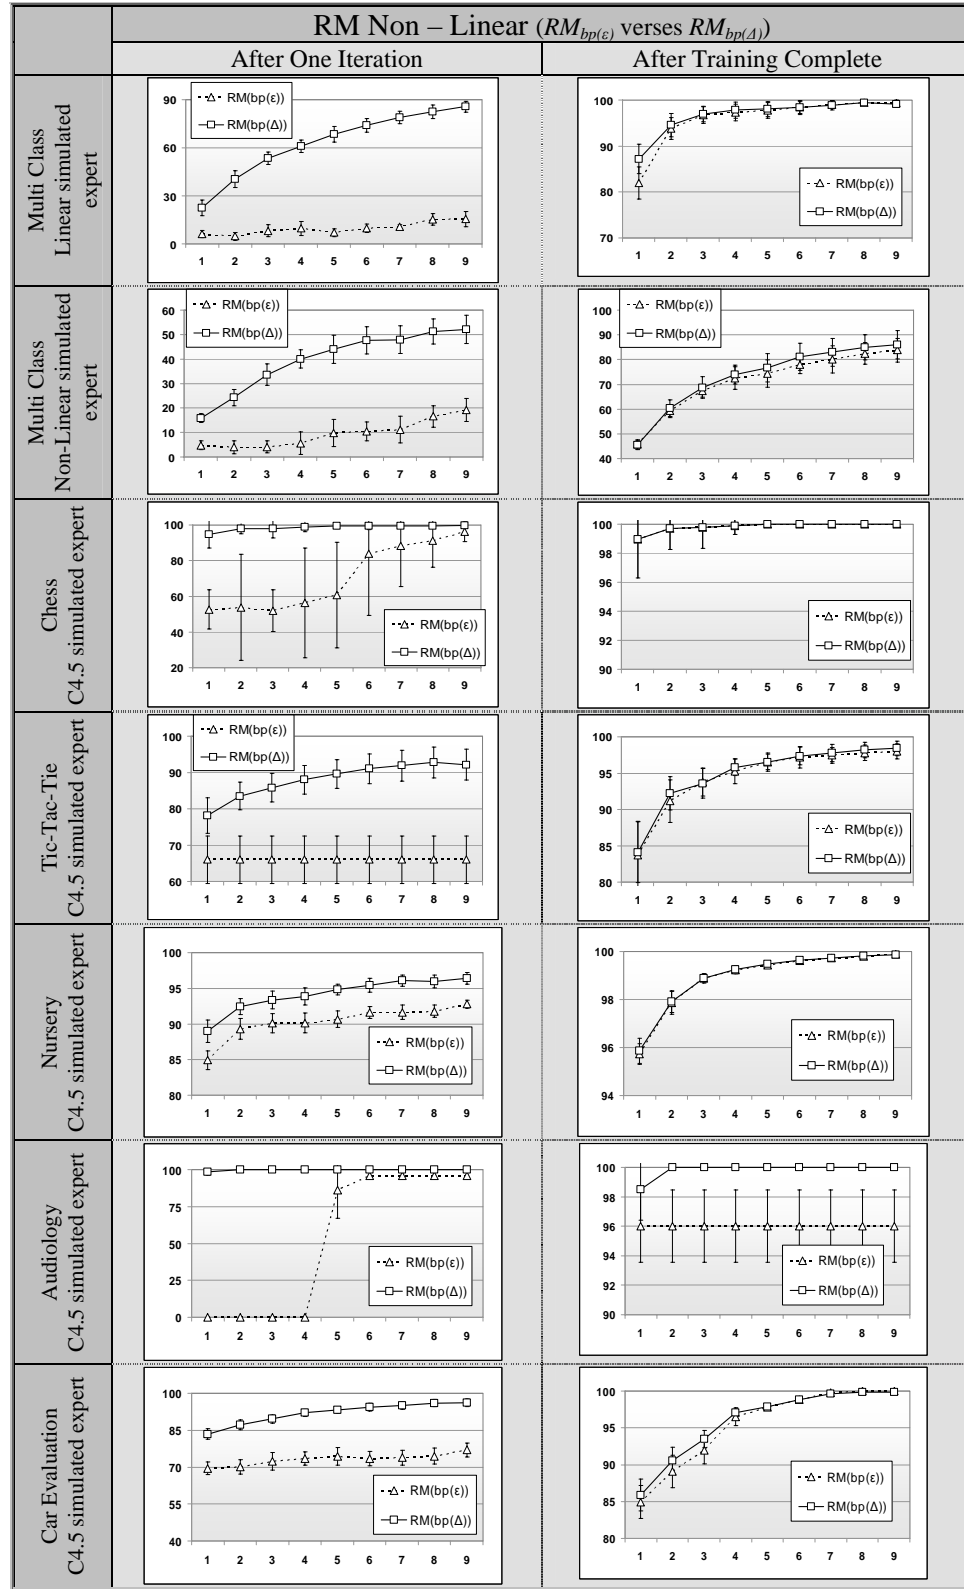 RM Non – Linear (RMbp(ε) verses RMbp(Δ))
After One Iteration
After Training Complete
Multi Class
Linear simulated
expert
90
60
30
0
1 2 3 4 5 6 7 8 9
RM(bp(ε))
RM(bp(Δ))
100
90
80
70
1 2 3 4 5 6 7 8 9
RM(bp(ε))
RM(bp(Δ))
Multi Class
Non-Linear simulated
expert
60
50
40
30
20
10
0
1 2 3 4 5 6 7 8 9
RM(bp(ε))
RM(bp(Δ))
100
90
80
70
60
50
40
1 2 3 4 5 6 7 8 9
RM(bp(ε))
RM(bp(Δ))
Chess
C4.5 simulated expert
100
80
60
40
20
1 2 3 4 5 6 7 8 9
RM(bp(ε))
RM(bp(Δ))
100
98
96
94
92
90
1 2 3 4 5 6 7 8 9
RM(bp(ε))
RM(bp(Δ))
Tic-Tac-Tie
C4.5 simulated expert
100
90
80
70
60
1 2 3 4 5 6 7 8 9
RM(bp(ε))
RM(bp(Δ))
100
95
90
85
80
1 2 3 4 5 6 7 8 9
RM(bp(ε))
RM(bp(Δ))
Nursery
C4.5 simulated expert
100
95
90
85
80
1 2 3 4 5 6 7 8 9
RM(bp(ε))
RM(bp(Δ))
100
98
96
94
1 2 3 4 5 6 7 8 9
RM(bp(ε))
RM(bp(Δ))
Audiology
C4.5 simulated expert
100
75
50
25
0
1 2 3 4 5 6 7 8 9
RM(bp(ε))
RM(bp(Δ))
100
98
96
94
92
90
1 2 3 4 5 6 7 8 9
RM(bp(ε))
RM(bp(Δ))
Car Evaluation
C4.5 simulated expert
100
85
70
55
40
1 2 3 4 5 6 7 8 9
RM(bp(ε))
RM(bp(Δ))
100
95
90
85
80
1 2 3 4 5 6 7 8 9
RM(bp(ε))
RM(bp(Δ))